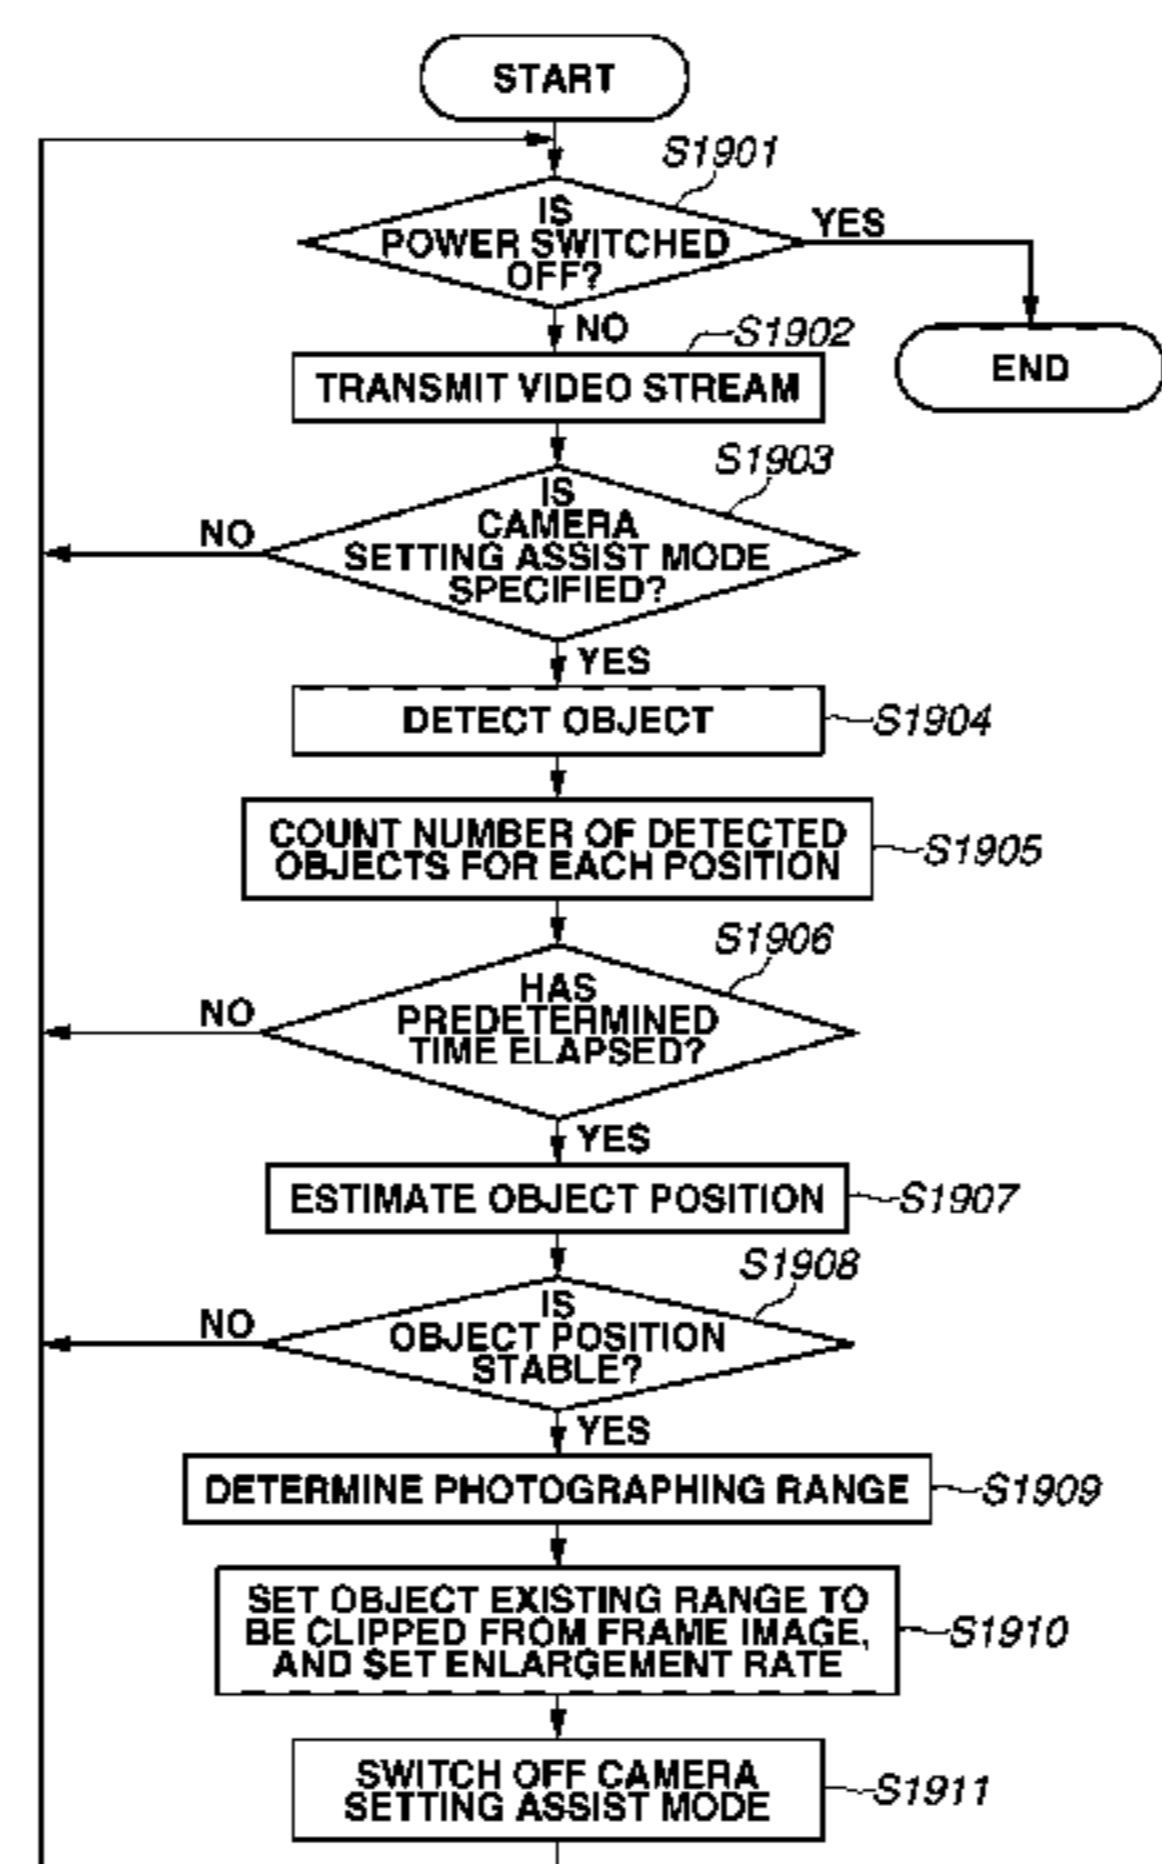 START
S1901
IS
POWER SWITCHED
OFF?
YES
NO
S1902
END
TRANSMIT VIDEO STREAM
S1903
IS
CAMERA
SETTING ASSIST MODE
SPECIFIED?
NO
YES
DETECT OBJECT
S1904
COUNT NUMBER OF DETECTED
OBJECTS FOR EACH POSITION
S1905
S1906
HAS
PREDETERMINED
TIME ELAPSED?
NO
YES
ESTIMATE OBJECT POSITION
S1907
S1908
IS
OBJECT POSITION
STABLE?
NO
YES
DETERMINE PHOTOGRAPHING RANGE
S1909
SET OBJECT EXISTING RANGE TO
BE CLIPPED FROM FRAME IMAGE,
AND SET ENLARGEMENT RATE
S1910
SWITCH OFF CAMERA
SETTING ASSIST MODE
S1911